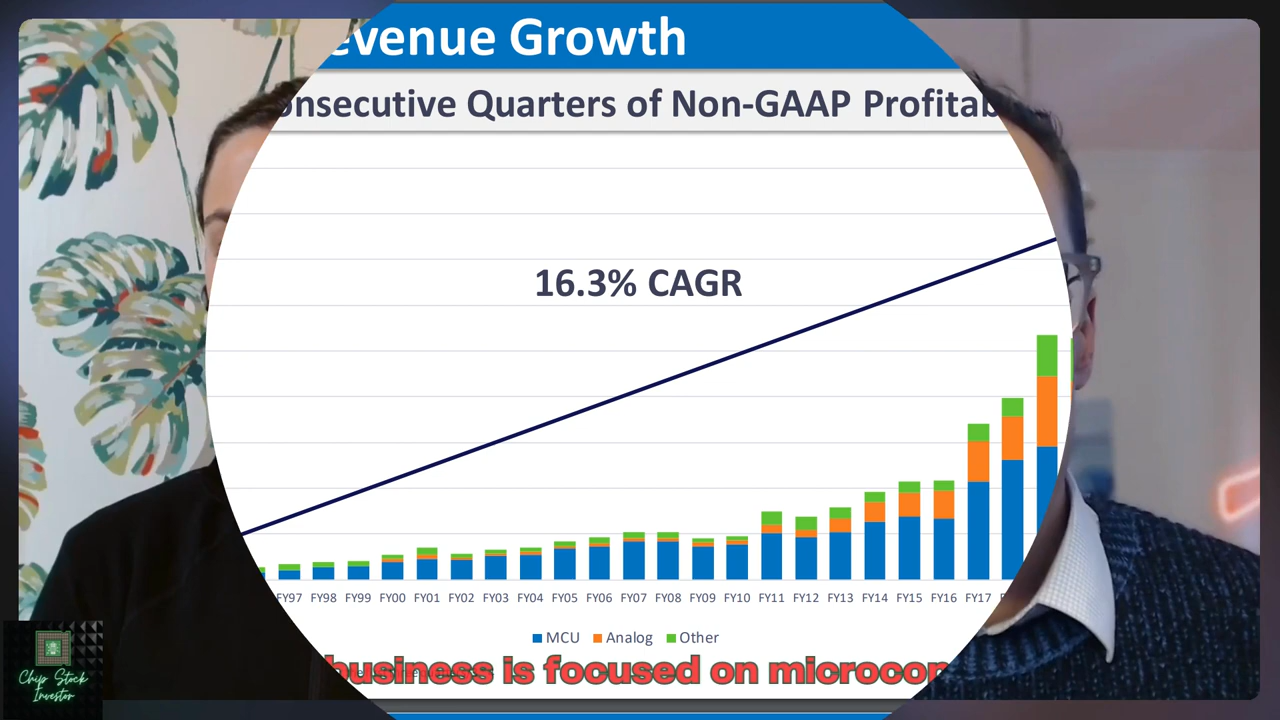 evenue Growth
onsecutive Quarters of Non-GAAP Profitab
16.3% CAGR
FY97 FY98 FY99 FY00 FY01 FY02 FY03 FY04 FY05 FY06 FY07 FY08 FY09 FY10 FY11 FY12 FY13 FY14 FY15 FY16 FY17
MCU Analog Other
business is focused on microcon
Chip Stock
Investor